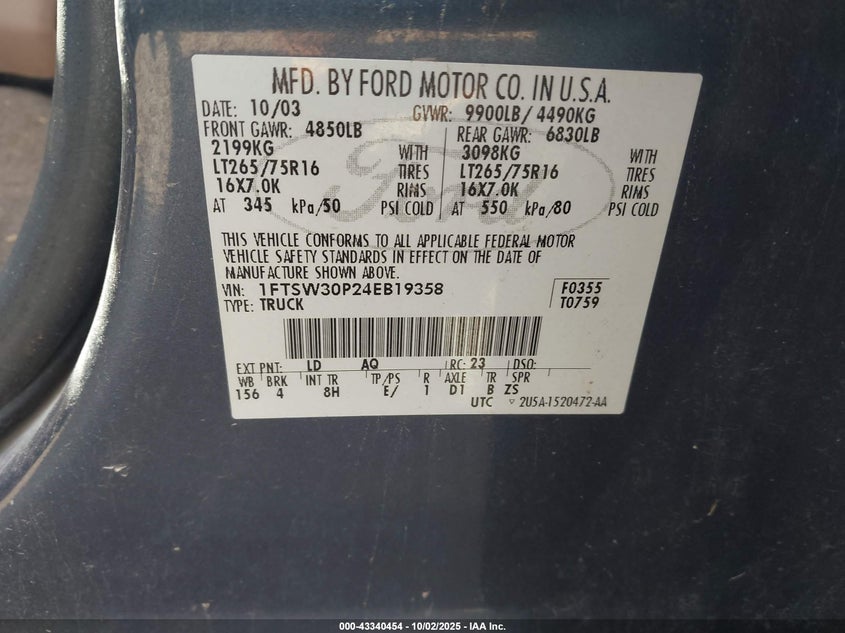 MFD. BY FORD MOTOR CO. IN U.S.A.
DATE: 10/03 GVWR: 9900LB/ 4490KG
FRONT GAWR: 4850LB REAR GAWR: 6830LB
2199KG WITH 3098KG WITH
LT265/75R16 TIRES LT265/75R16 TIRES
16X7.0K RIMS 16X7.0K RIMS
AT 345 kPa/50 PSI COLD AT 550 kPa/80 PSI COLD
Ford
THIS VEHICLE CONFORMS TO ALL APPLICABLE FEDERAL MOTOR
VEHICLE SAFETY STANDARDS IN EFFECT ON THE DATE OF
MANUFACTURE SHOWN ABOVE.
VIN: 1FTSW30P24EB19358 F0355
TYPE: TRUCK T0759
EXT PNT: LD AQ RC: 23 DSO:
WB BRK INT TR TP/PS R AXLE TR SPR
156 4 8H E/ 1 D1 B ZS
UTC ▽ 2U5A-1520472-AA
000-43340454 - 10/02/2025 - IAA Inc.